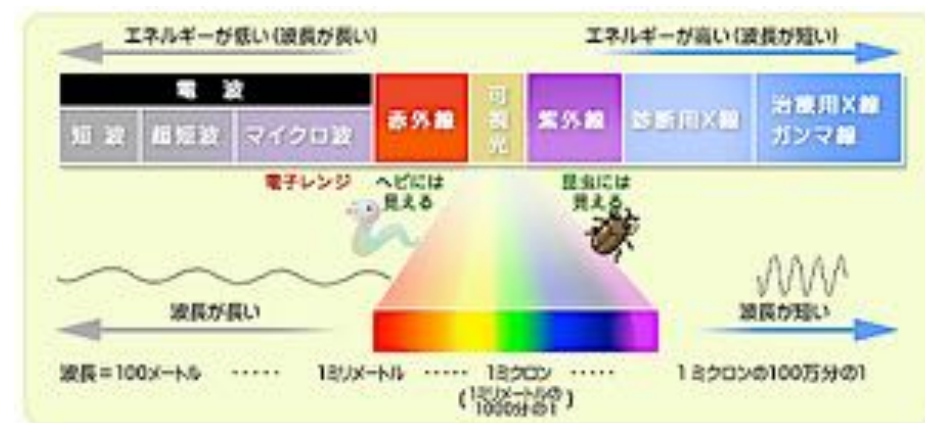 エネルギーが低い(波長が長い)
エネルギーが高い(波長が短い)
電 波
短 波
超短波
マイクロ波
赤外線
可視光
紫外線
診断用X線
治療用X線
ガンマ線
電子レンジ
ヘビには
見える
昆虫には
見える
波長が長い
波長が短い
波長=100メートル ····· 1ミリメートル ····· 1ミクロン ····· 1ミクロンの100万分の1
(1ミリメートルの
1000分の1)